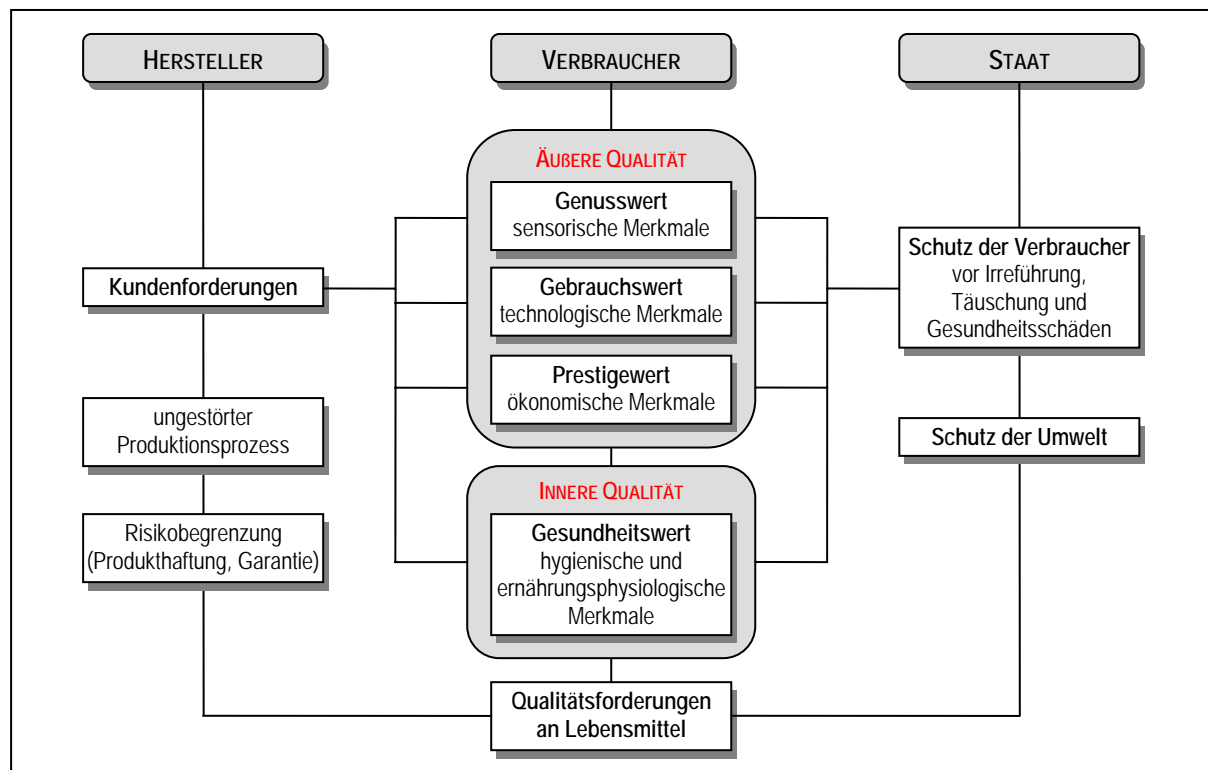 HERSTELLER
VERBRAUCHER
STAAT
ÄUßERE QUALITÄT
Genusswert
sensorische Merkmale
Gebrauchswert
technologische Merkmale
Prestigewert
ökonomische Merkmale
INNERE QUALITÄT
Gesundheitswert
hygienische und
ernährungsphysiologische
Merkmale
Kundenforderungen
ungestörter
Produktionsprozess
Risikobegrenzung
(Produkthaftung, Garantie)
Schutz der Verbraucher
vor Irreführung,
Täuschung und
Gesundheitsschäden
Schutz der Umwelt
Qualitätsforderungen
an Lebensmittel